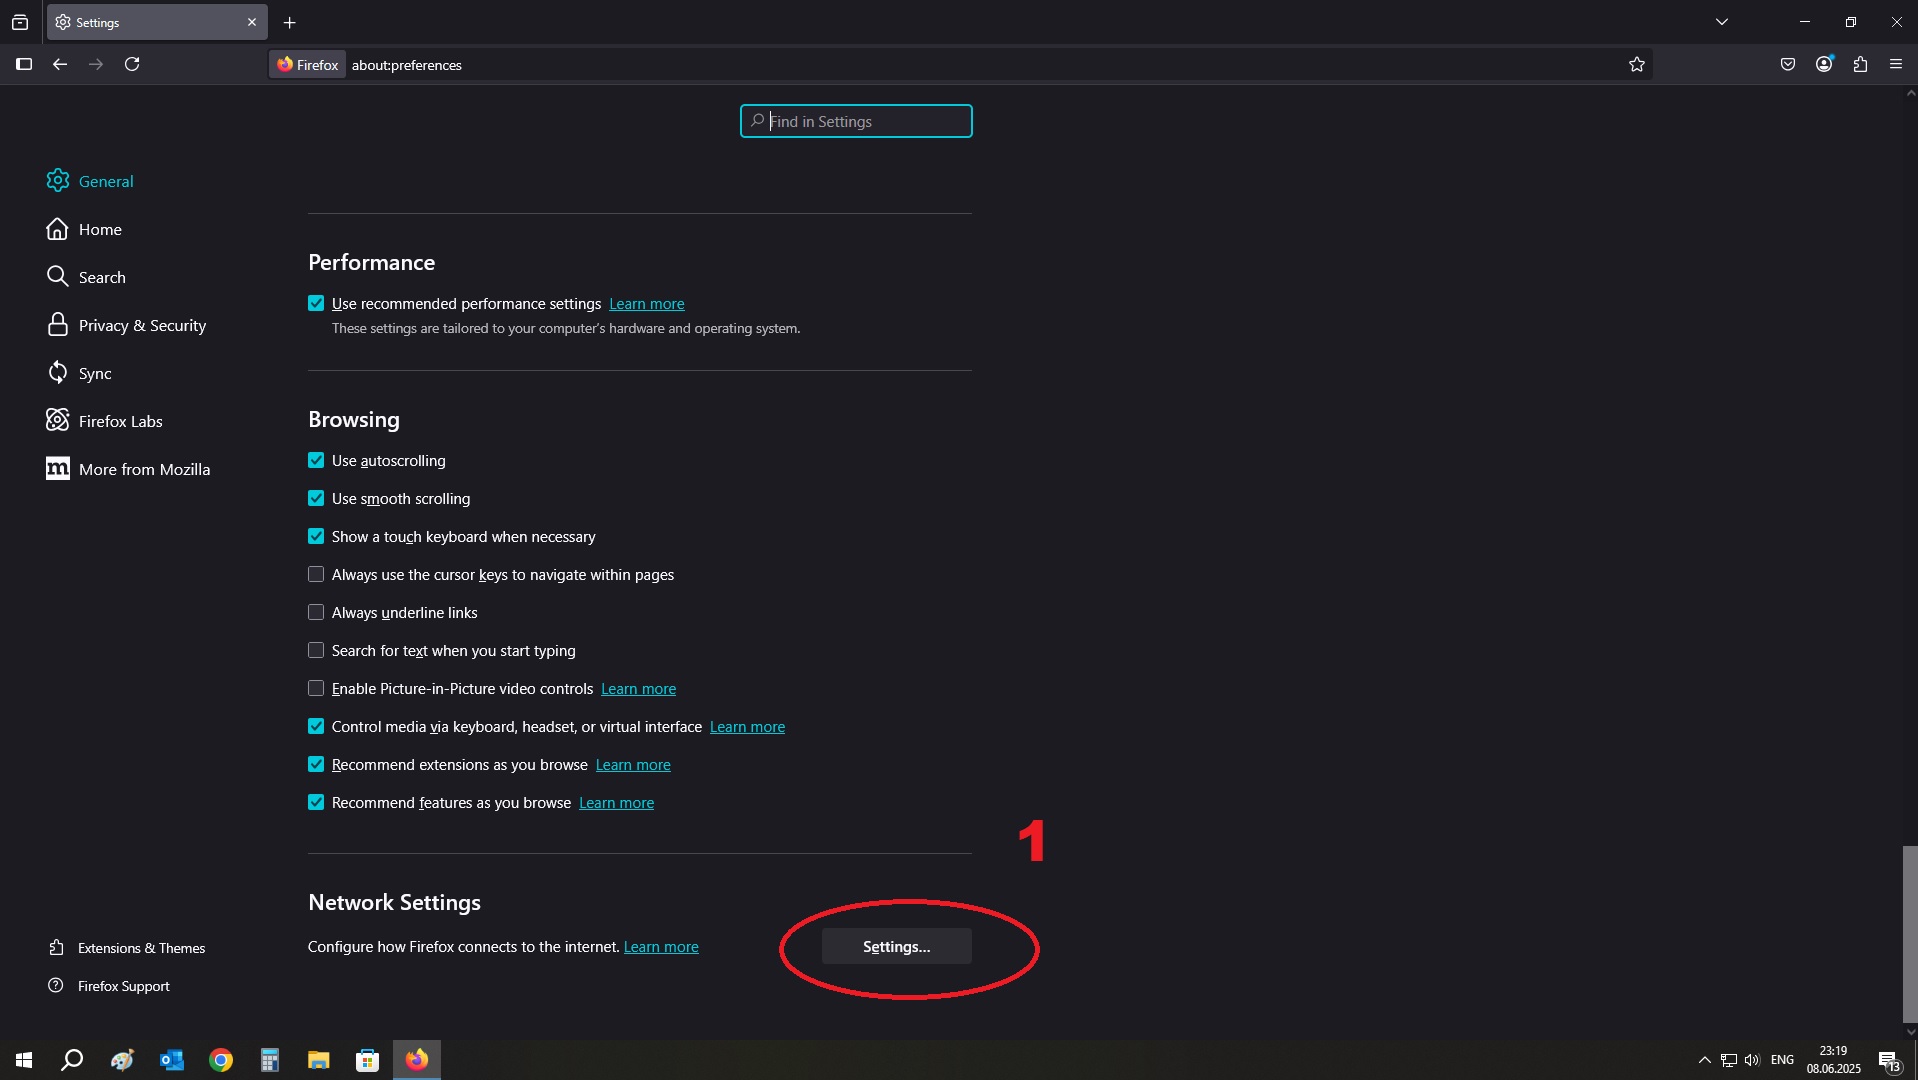 Settings
Firefox about:preferences
Find in Settings
General
Home
Search
Privacy & Security
Sync
Firefox Labs
More from Mozilla
Extensions & Themes
Firefox Support
Performance
Use recommended performance settings Learn more
These settings are tailored to your computer’s hardware and operating system.
Browsing
Use autoscrolling
Use smooth scrolling
Show a touch keyboard when necessary
Always use the cursor keys to navigate within pages
Always underline links
Search for text when you start typing
Enable Picture-in-Picture video controls Learn more
Control media via keyboard, headset, or virtual interface Learn more
Recommend extensions as you browse Learn more
Recommend features as you browse Learn more
1
Network Settings
Configure how Firefox connects to the internet. Learn more Settings...
ENG
23:19
08.06.2025
13